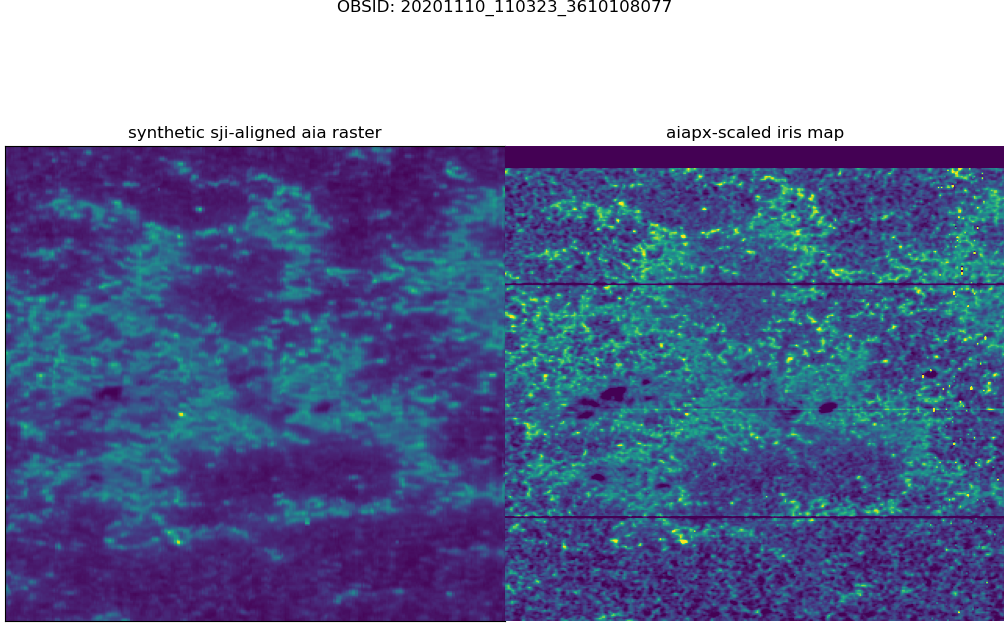 OBSID: 20201110_110323_3610108077
synthetic sji-aligned aia raster
aiapx-scaled iris map